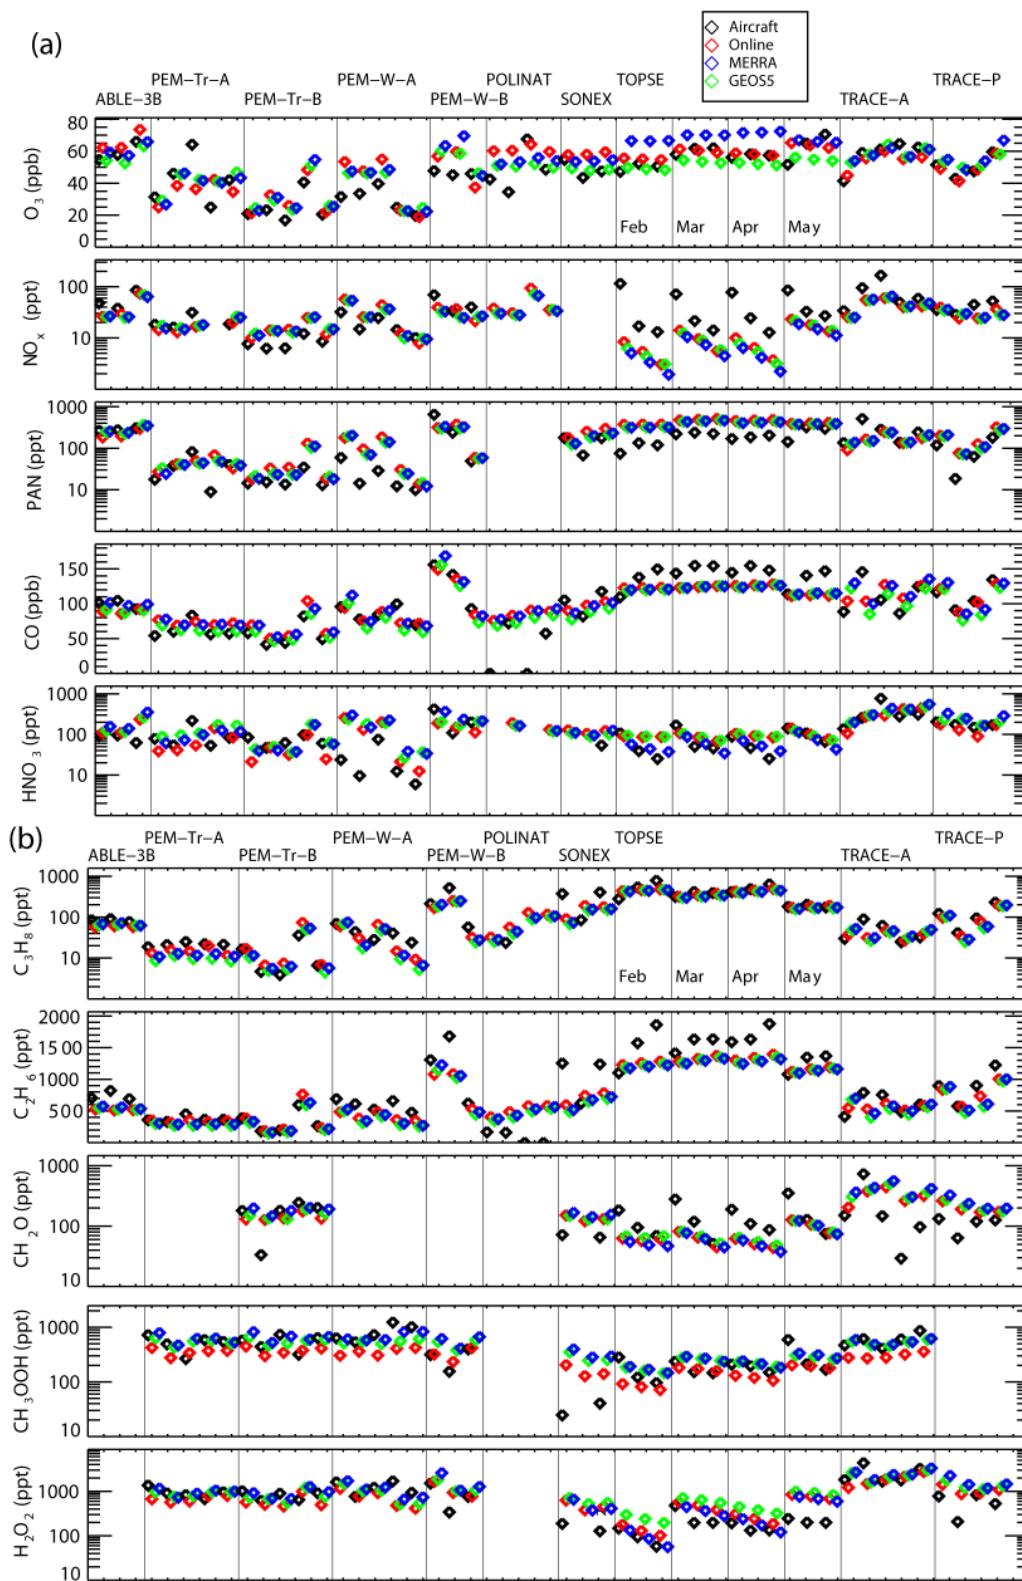 (a)
Aircraft
Online
MERRA
GEOS5
PEM–Tr–A PEM–W–A POLINAT TOPSE TRACE–P
ABLE–3B PEM–Tr–B PEM–W–B SONEX TRACE–A
O3 (ppb)
80
60
40
20
0
Feb Mar Apr May
NOx (ppt)
100
10
PAN (ppt)
1000
100
10
CO (ppb)
150
100
50
0
HNO3 (ppt)
1000
100
10
(b)
PEM–Tr–A PEM–W–A POLINAT TOPSE TRACE–P
ABLE–3B PEM–Tr–B PEM–W–B SONEX TRACE–A
C3H8 (ppt)
1000
100
10
Feb Mar Apr May
C2H6 (ppt)
2000
1500
1000
500
CH2O (ppt)
1000
100
10
CH3OOH (ppt)
1000
100
10
H2O2 (ppt)
1000
100
10